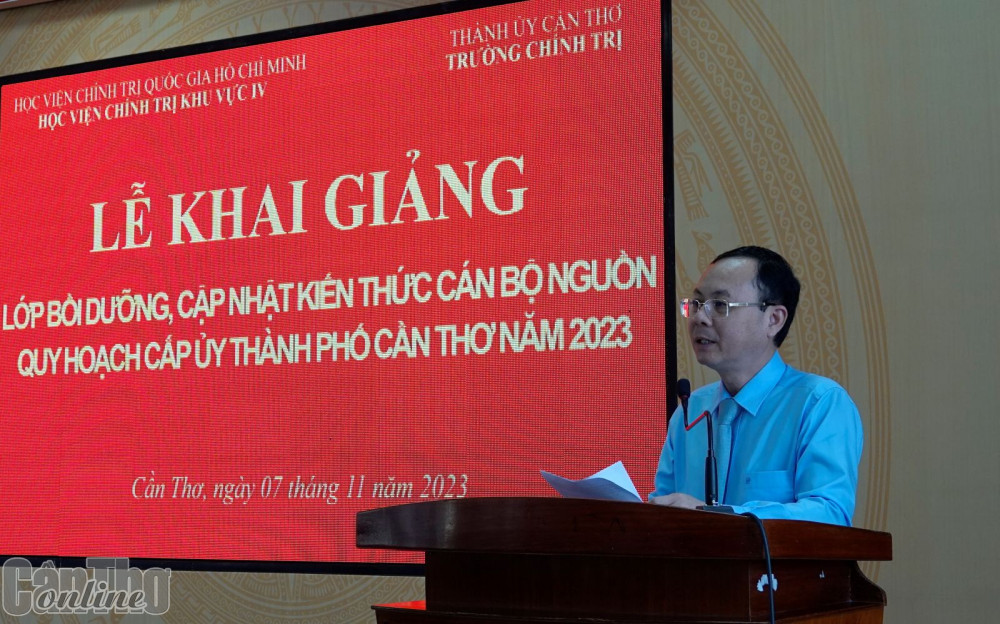 HỌC VIỆN CHÍNH TRỊ QUỐC GIA HỒ CHÍ MINH
HỌC VIỆN CHÍNH TRỊ KHU VỰC IV
THÀNH ỦY CẦN THƠ
TRƯỜNG CHÍNH TRỊ
LỄ KHAI GIẢNG
LỚP BỒI DƯỠNG, CẬP NHẬT KIẾN THỨC CÁN BỘ NGUỒN
QUY HOẠCH CẤP ỦY THÀNH PHỐ CẦN THƠ NĂM 2023
Cần Thơ, ngày 07 tháng 11 năm 2023
Cần Thơ
online